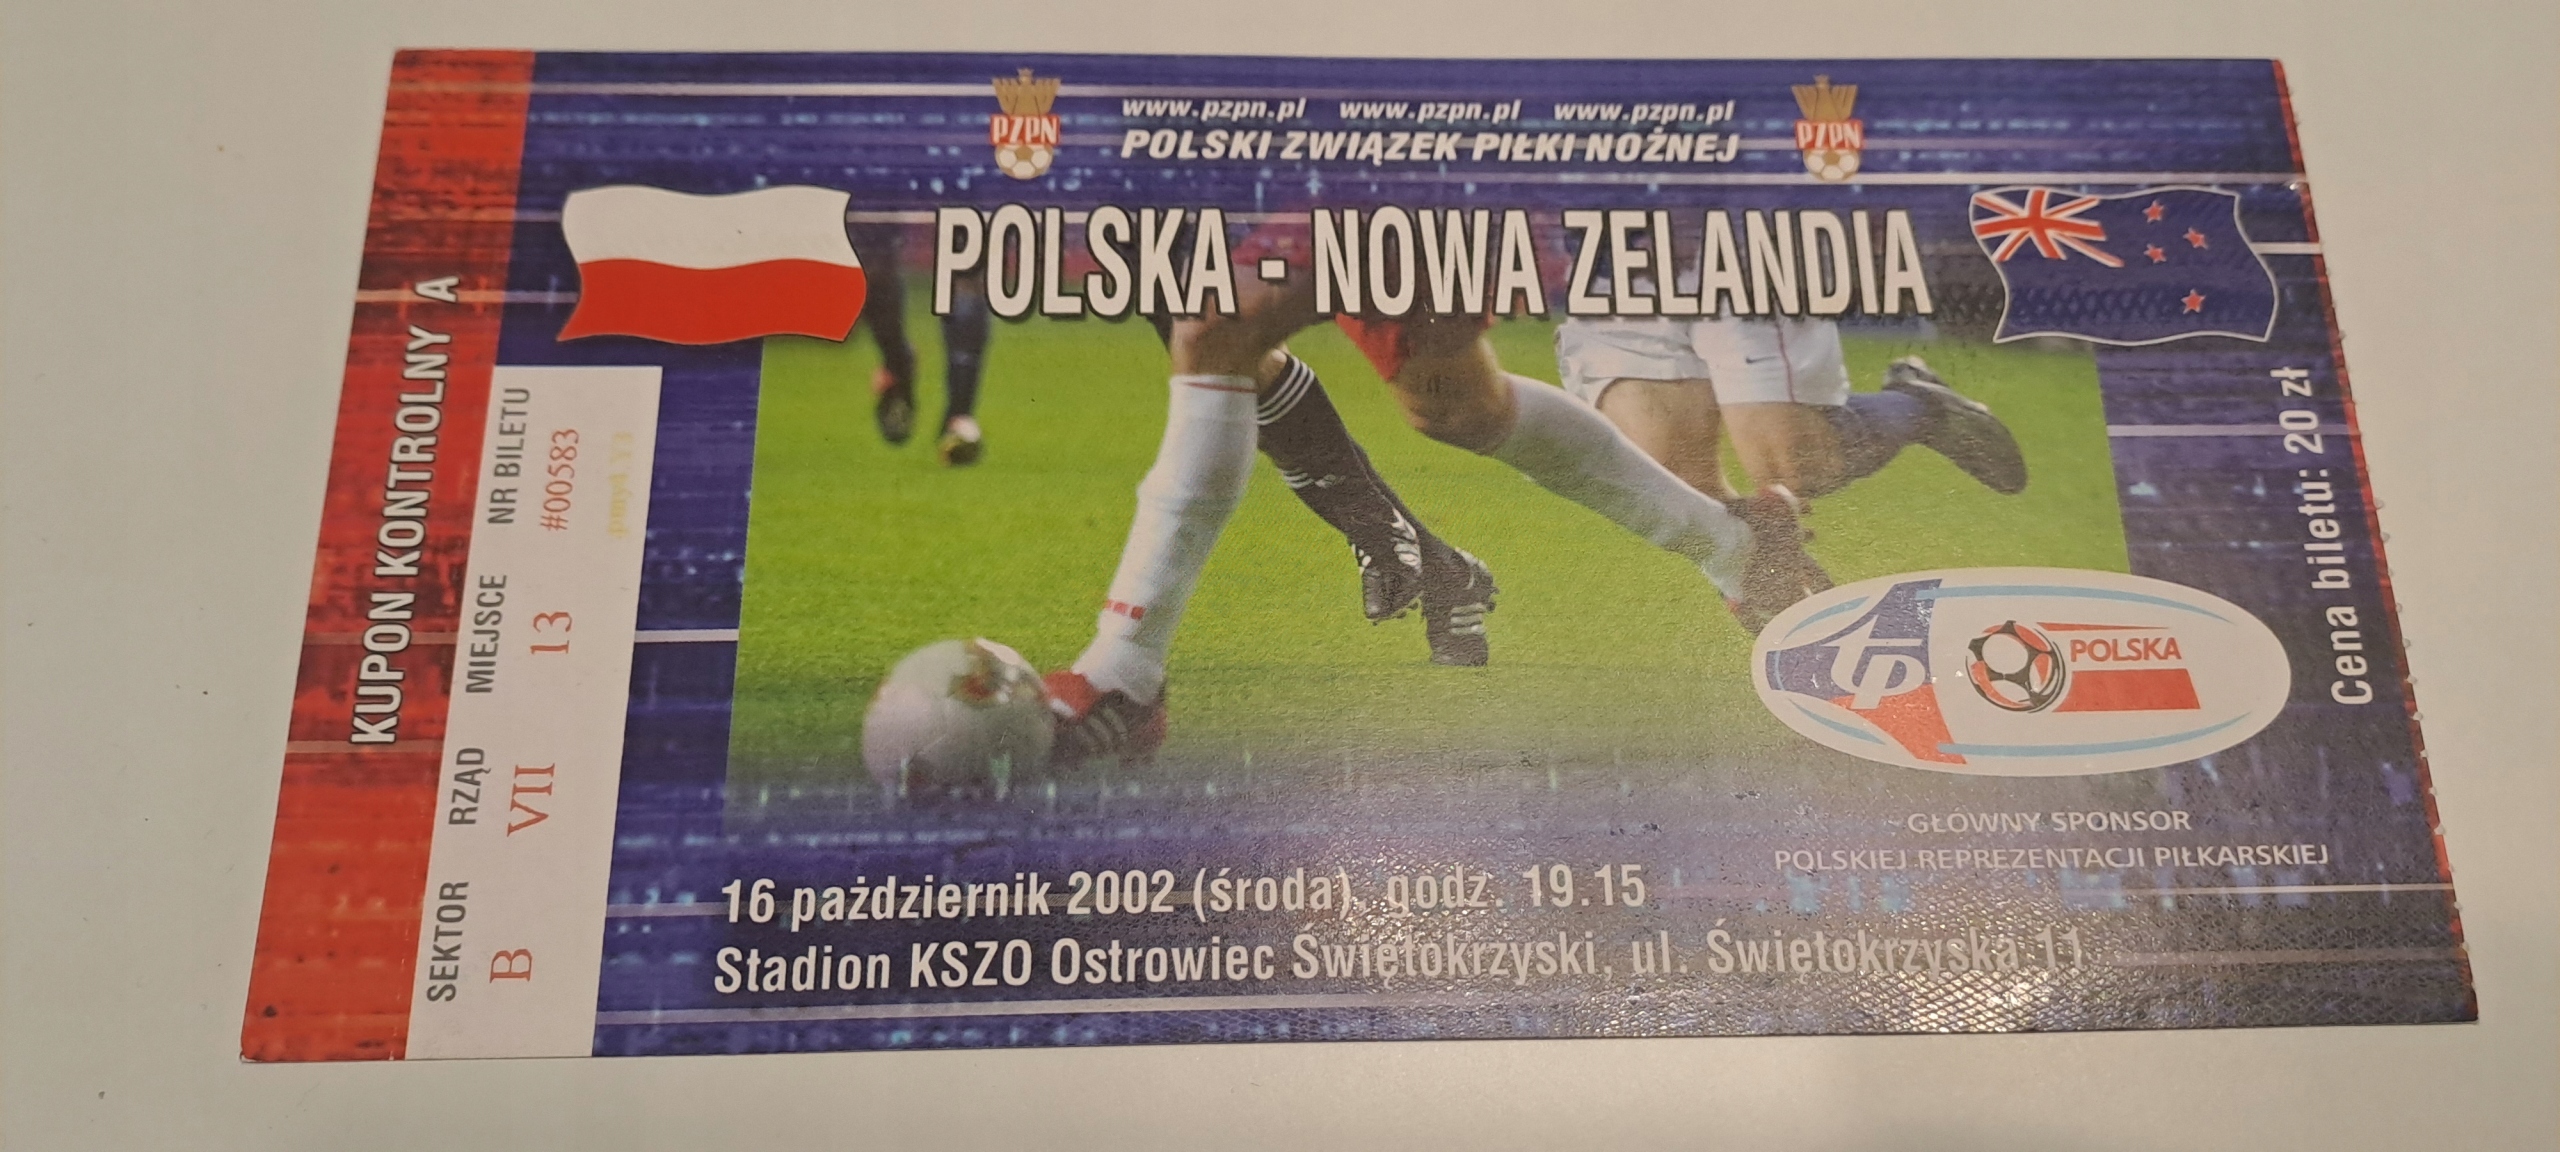 www.pzpn.pl www.pzpn.pl www.pzpn.pl
POLSKI ZWIĄZEK PIŁKI NOŻNEJ
PZPN
PZPN
POLSKA - NOWA ZELANDIA
KUPON KONTROLNY A
SEKTOR RZĄD MIEJSCE NR BILETU
B VII 13 #00583
Cena biletu: 20 zł
tp
POLSKA
GŁÓWNY SPONSOR
POLSKIEJ REPREZENTACJI PIŁKARSKIEJ
16 październik 2002 (środa), godz. 19.15
Stadion KSZO Ostrowiec Świętokrzyski, ul. Świętokrzyska 11